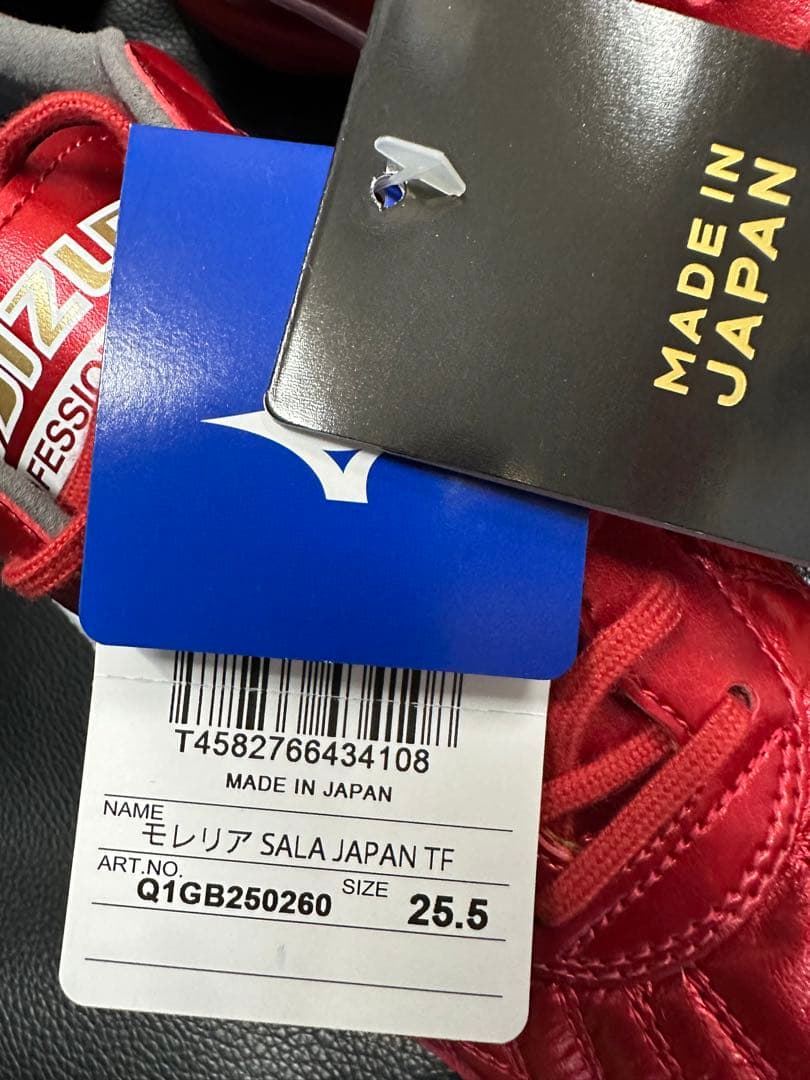 MADE IN
JAPAN
T4582766434108
MADE IN JAPAN
NAME
モレリア SALA JAPAN TF
ART.NO.
Q1GB250260
SIZE
25.5